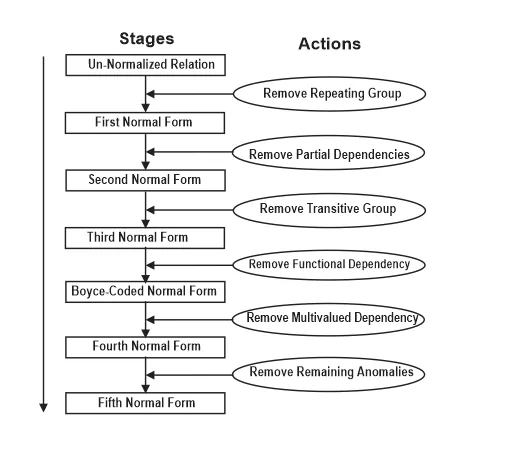 Stages
Actions
Un-Normalized Relation
Remove Repeating Group
First Normal Form
Remove Partial Dependencies
Second Normal Form
Remove Transitive Group
Third Normal Form
Remove Functional Dependency
Boyce-Coded Normal Form
Remove Multivalued Dependency
Fourth Normal Form
Remove Remaining Anomalies
Fifth Normal Form